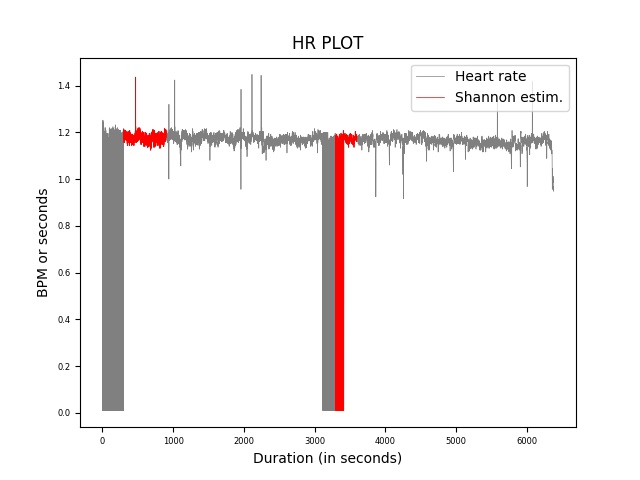 HR PLOT
Heart rate
Shannon estim.
BPM or seconds
1.4
1.2
1.0
0.8
0.6
0.4
0.2
0.0
0 1000 2000 3000 4000 5000 6000
Duration (in seconds)